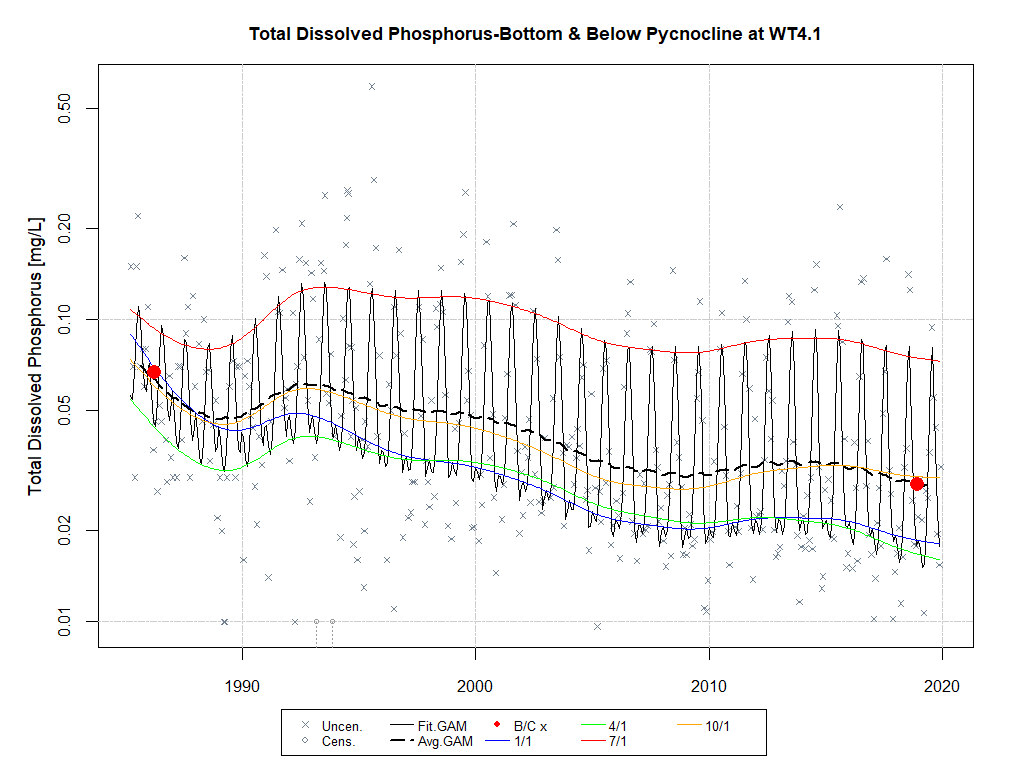 Total Dissolved Phosphorus-Bottom & Below Pycnocline at WT4.1
Total Dissolved Phosphorus [mg/L]
0.50
0.20
0.10
0.05
0.02
0.01
1990 2000 2010 2020
Uncen. Fit.GAM B/C x 4/1 10/1
Cens. Avg.GAM 1/1 7/1